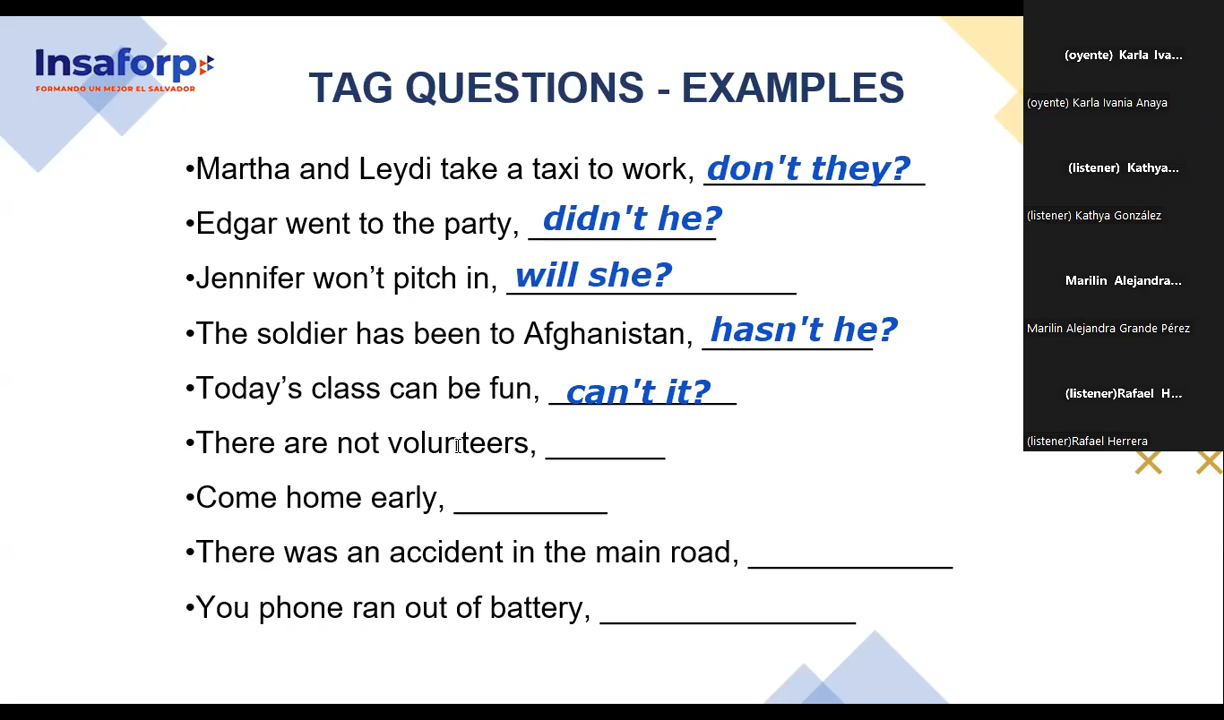 Insaforp
FORMANDO UN MEJOR EL SALVADOR
TAG QUESTIONS - EXAMPLES
•Martha and Leydi take a taxi to work, don't they?
•Edgar went to the party, didn't he?
•Jennifer won’t pitch in, will she?
•The soldier has been to Afghanistan, hasn't he?
•Today’s class can be fun, can't it?
•There are not volunteers, _______
•Come home early, _________
•There was an accident in the main road, ____________
•You phone ran out of battery, _______________
(oyente) Karla Iva...
(oyente) Karla Ivania Anaya
(listener) Kathya...
(listener) Kathya González
Marilin Alejandra...
Marilin Alejandra Grande Pérez
(listener)Rafael H...
(listener)Rafael Herrera